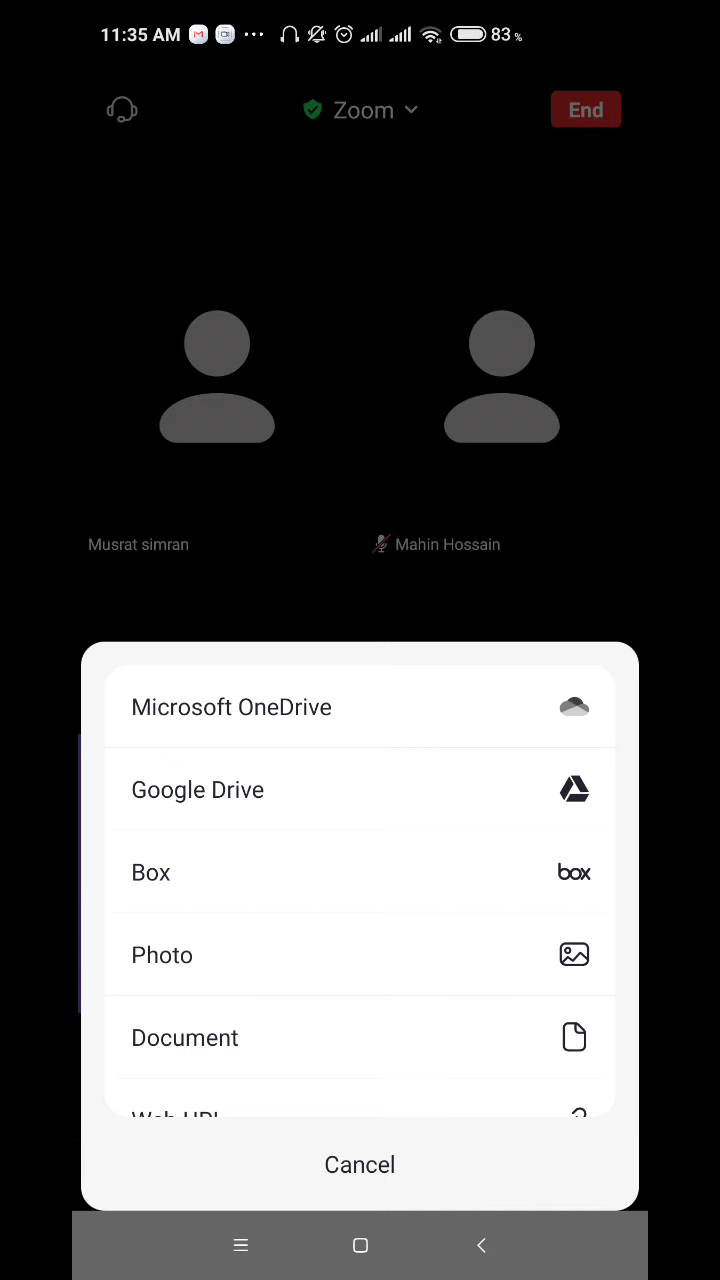 11:35 AM ... 83%
Zoom
End
Musrat simran
Mahin Hossain
Microsoft OneDrive
Google Drive
Box
box
Photo
Document
Web URL
Cancel